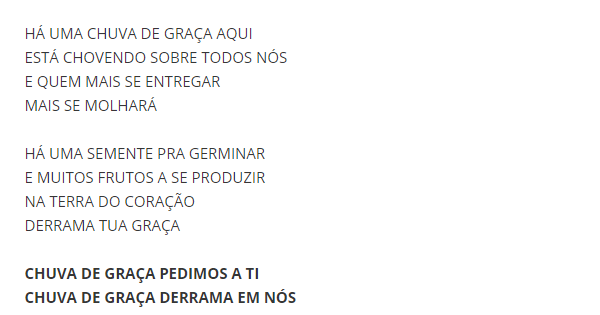 HÁ UMA CHUVA DE GRAÇA AQUI
ESTÁ CHOVENDO SOBRE TODOS NÓS
E QUEM MAIS SE ENTREGAR
MAIS SE MOLHARÁ
HÁ UMA SEMENTE PRA GERMINAR
E MUITOS FRUTOS A SE PRODUZIR
NA TERRA DO CORAÇÃO
DERRAMA TUA GRAÇA
CHUVA DE GRAÇA PEDIMOS A TI
CHUVA DE GRAÇA DERRAMA EM NÓS